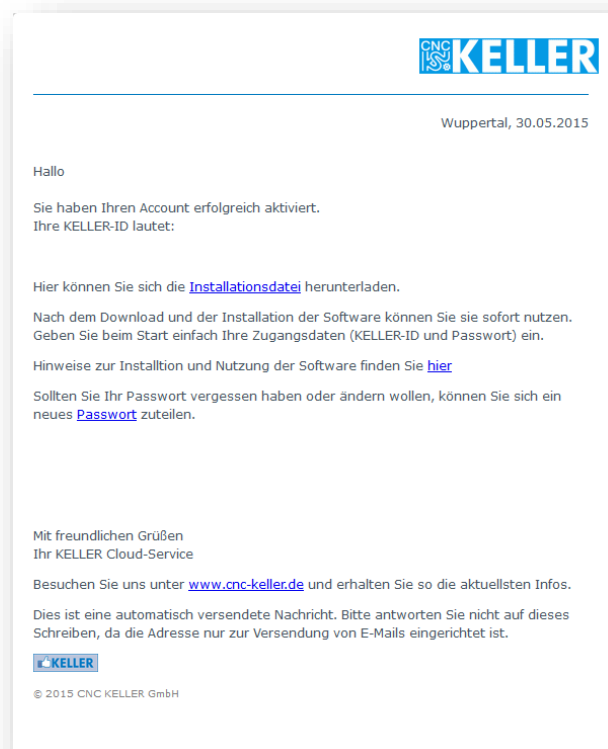 CNC KELLER
Wuppertal, 30.05.2015
Hallo
Sie haben Ihren Account erfolgreich aktiviert.
Ihre KELLER-ID lautet:
Hier können Sie sich die Installationsdatei herunterladen.
Nach dem Download und der Installation der Software können Sie sie sofort nutzen.
Geben Sie beim Start einfach Ihre Zugangsdaten (KELLER-ID und Passwort) ein.
Hinweise zur Installtion und Nutzung der Software finden Sie hier
Sollten Sie Ihr Passwort vergessen haben oder ändern wollen, können Sie sich ein
neues Passwort zuteilen.
Mit freundlichen Grüßen
Ihr KELLER Cloud-Service
Besuchen Sie uns unter www.cnc-keller.de und erhalten Sie so die aktuellsten Infos.
Dies ist eine automatisch versendete Nachricht. Bitte antworten Sie nicht auf dieses
Schreiben, da die Adresse nur zur Versendung von E-Mails eingerichtet ist.
KELLER
© 2015 CNC KELLER GmbH